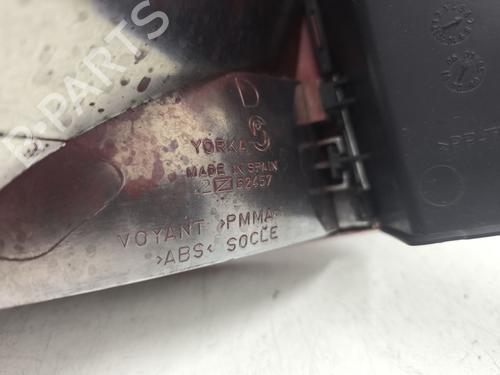 D
YORKA
MADE IN SPAIN
62457
VOYANT >PMMA<
>ABS< SOCLE
B-PARTS